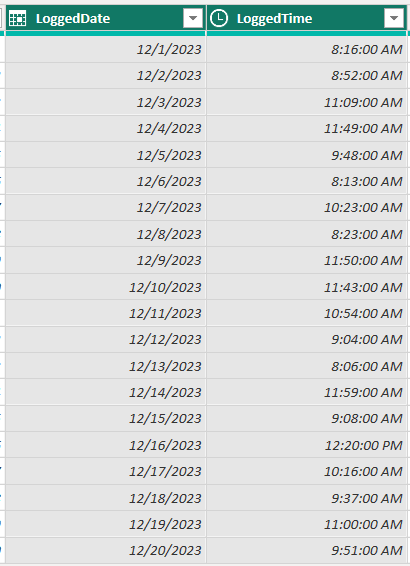 LoggedDate LoggedTime
12/1/2023 8:16:00 AM
12/2/2023 8:52:00 AM
12/3/2023 11:09:00 AM
12/4/2023 11:49:00 AM
12/5/2023 9:48:00 AM
12/6/2023 8:13:00 AM
12/7/2023 10:23:00 AM
12/8/2023 8:23:00 AM
12/9/2023 11:50:00 AM
12/10/2023 11:43:00 AM
12/11/2023 10:54:00 AM
12/12/2023 9:04:00 AM
12/13/2023 8:06:00 AM
12/14/2023 11:59:00 AM
12/15/2023 9:08:00 AM
12/16/2023 12:20:00 PM
12/17/2023 10:16:00 AM
12/18/2023 9:37:00 AM
12/19/2023 11:00:00 AM
12/20/2023 9:51:00 AM